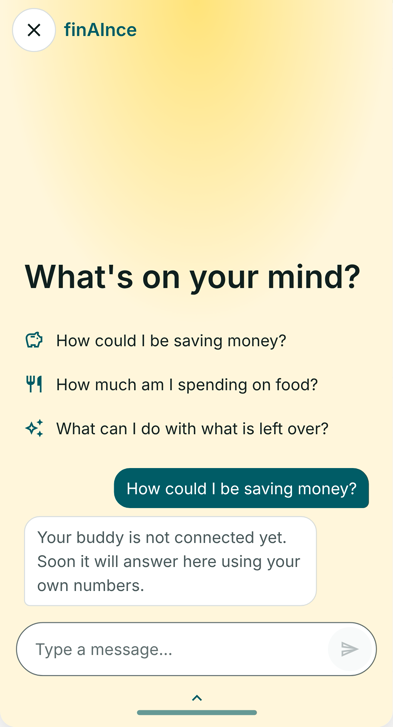 finAInce
What's on your mind?
How could I be saving money?
How much am I spending on food?
What can I do with what is left over?
How could I be saving money?
Your buddy is not connected yet.
Soon it will answer here using your
own numbers.
Type a message...